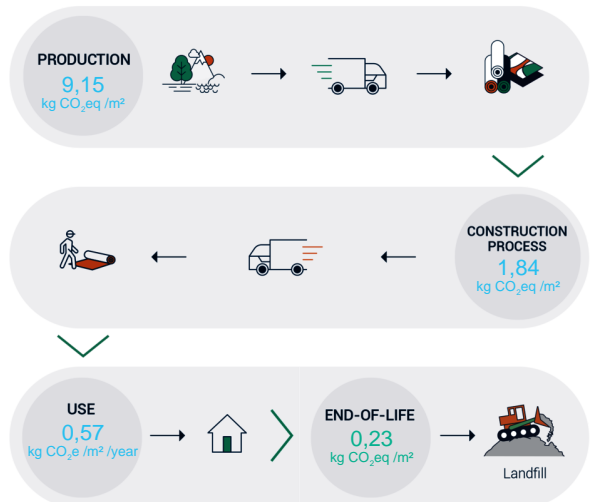 PRODUCTION
9,15
kg CO₂eq /m²
CONSTRUCTION
PROCESS
1,84
kg CO₂eq /m²
USE
0,57
kg CO₂e /m² /year
END-OF-LIFE
0,23
kg CO₂eq /m²
Landfill